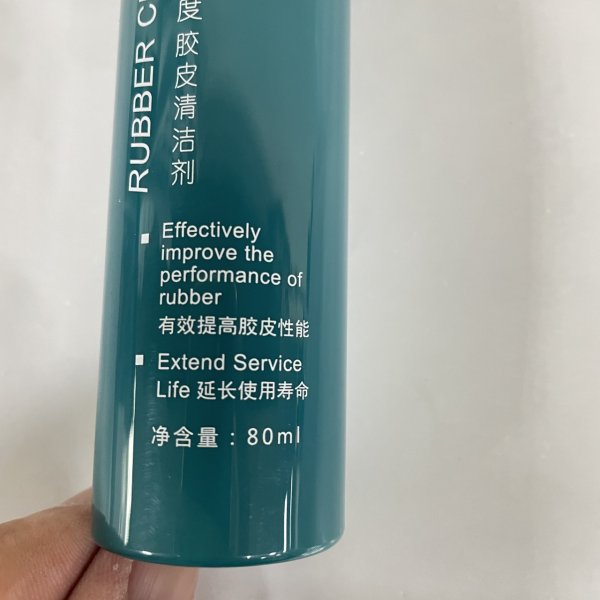 RUBBER
度胶皮清洁剂
Effectively
improve the
performance of
rubber
有效提高胶皮性能
Extend Service
Life 延长使用寿命
净含量：80ml